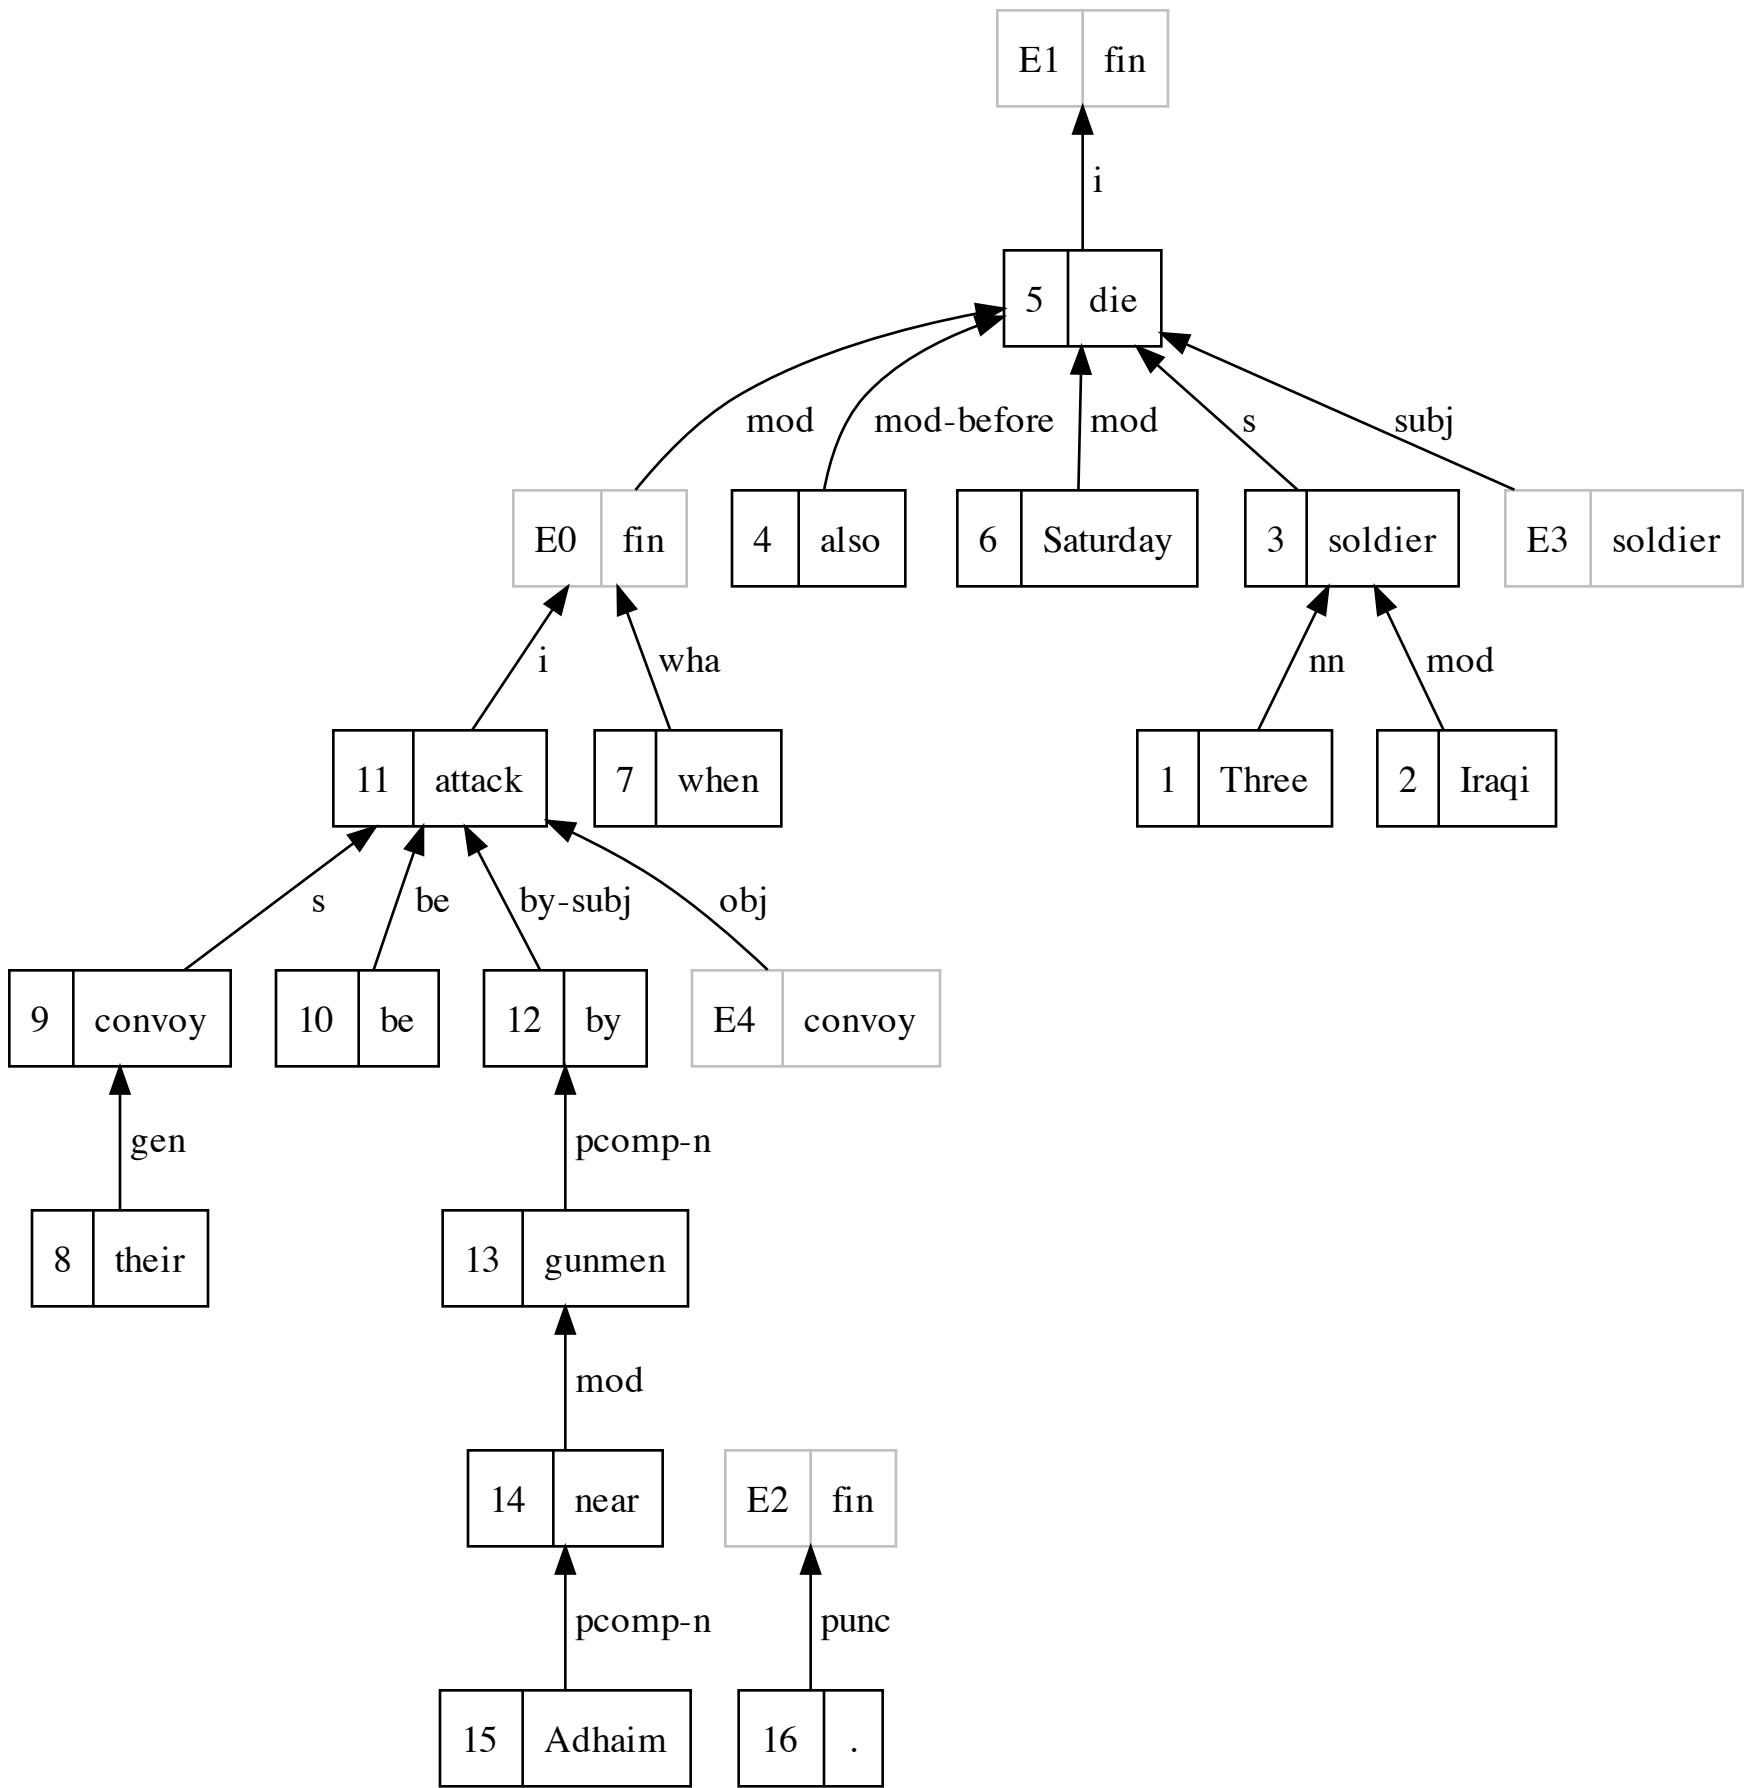 E1 fin
i
5 die
mod mod-before mod s subj
E0 fin 4 also 6 Saturday 3 soldier E3 soldier
i wha nn mod
11 attack 7 when 1 Three 2 Iraqi
s be by-subj obj
9 convoy 10 be 12 by E4 convoy
gen pcomp-n
8 their 13 gunmen
mod
14 near E2 fin
pcomp-n punc
15 Adhaim 16 .